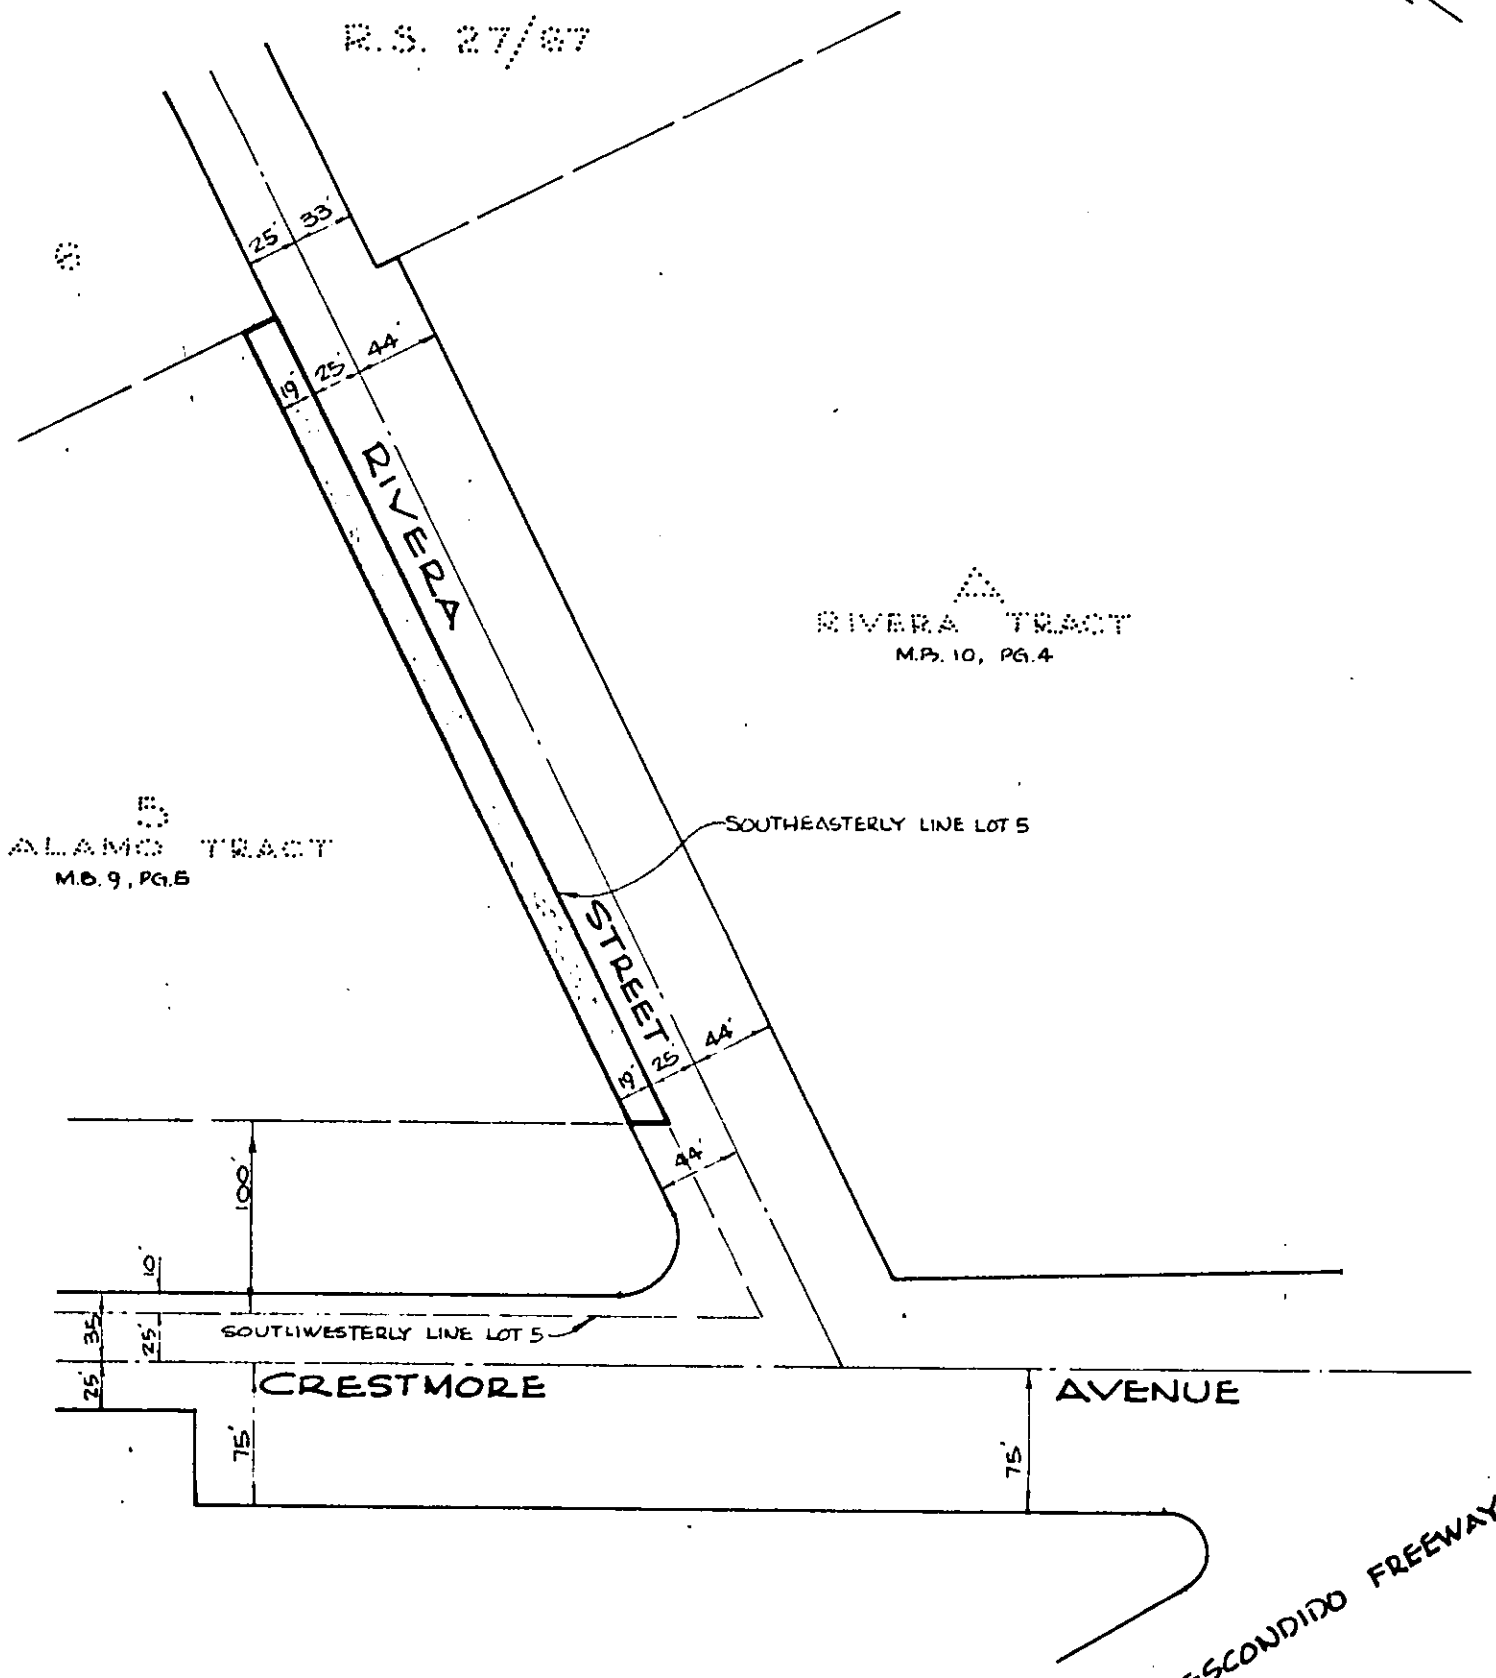 R.S. 27/67
25' 33'
6
19' 25' 44'
RIVERA
A
RIVERA TRACT
M.B. 10, PG. 4
5
ALAMO TRACT
M.B. 9, PG. 5
SOUTHEASTERLY LINE LOT 5
STREET
19' 25' 44'
44'
100'
10'
35'
25'
25'
SOUTHWESTERLY LINE LOT 5
CRESTMORE AVENUE
75'
75'
ESCONDIDO FREEWAY